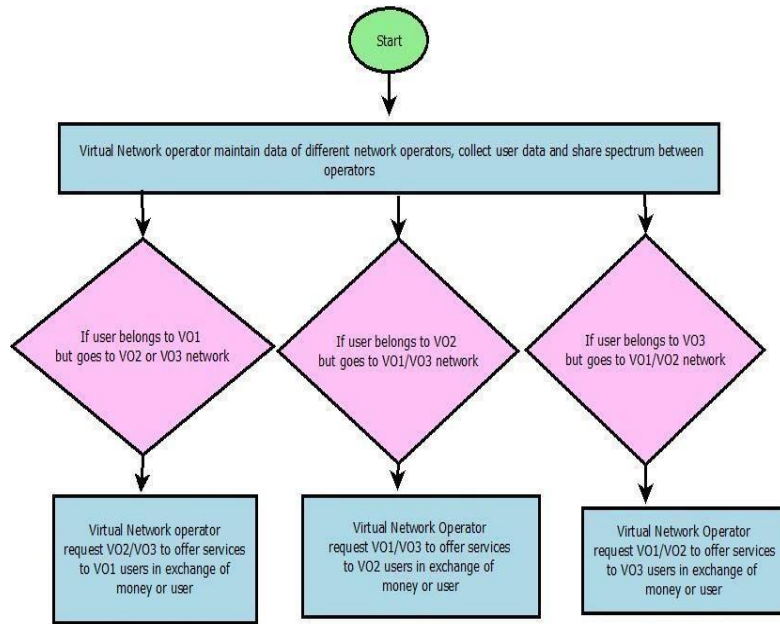 Start
Virtual Network operator maintain data of different network operators, collect user data and share spectrum between
operators
If user belongs to VO1
but goes to VO2 or VO3 network
If user belongs to VO2
but goes to VO1/VO3 network
If user belongs to VO3
but goes to VO1/VO2 network
Virtual Network operator
request VO2/VO3 to offer services
to VO1 users in exchange of
money or user
Virtual Network Operator
request VO1/VO3 to offer services
to VO2 users in exchange of
money or user
Virtual Network Operator
request VO1/VO2 to offer services
to VO3 users in exchange of
money or user